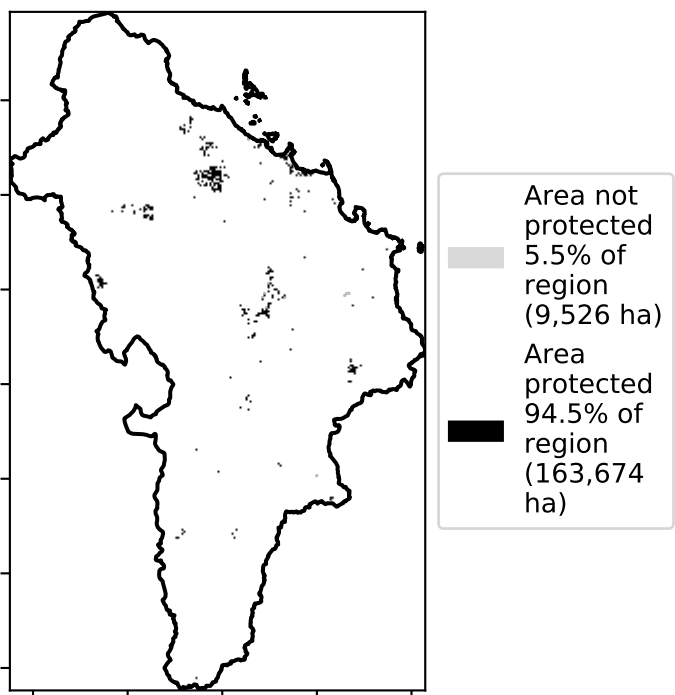 Area not
protected
5.5% of
region
(9,526 ha)
Area
protected
94.5% of
region
(163,674
ha)